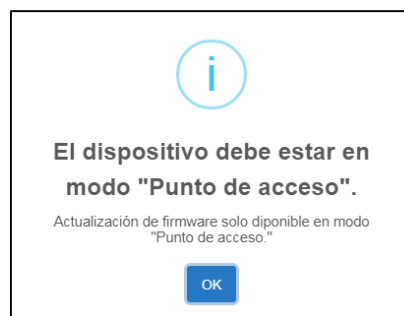 i
El dispositivo debe estar en
modo "Punto de acceso".
Actualización de firmware solo diponible en modo
"Punto de acceso."
OK